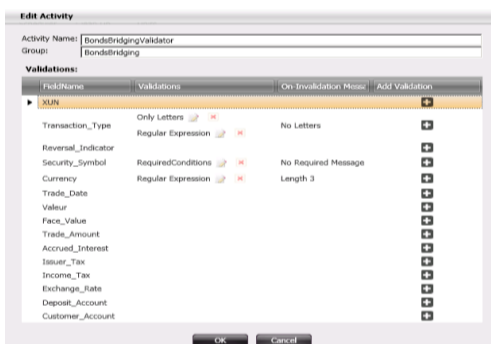 Edit Activity
Activity Name: BondsBridgingValidator
Group: BondsBridging
Validations:
FieldName Validations On-Invalidation Messa Add Validation
XUN
Only Letters
Transaction_Type No Letters
Regular Expression
Reversal_Indicator
Security_Symbol RequiredConditions No Required Message
Currency Regular Expression Length 3
Trade_Date
Valeur
Face_Value
Trade_Amount
Accrued_Interest
Issuer_Tax
Income_Tax
Exchange_Rate
Deposit_Account
Customer_Account
OK Cancel